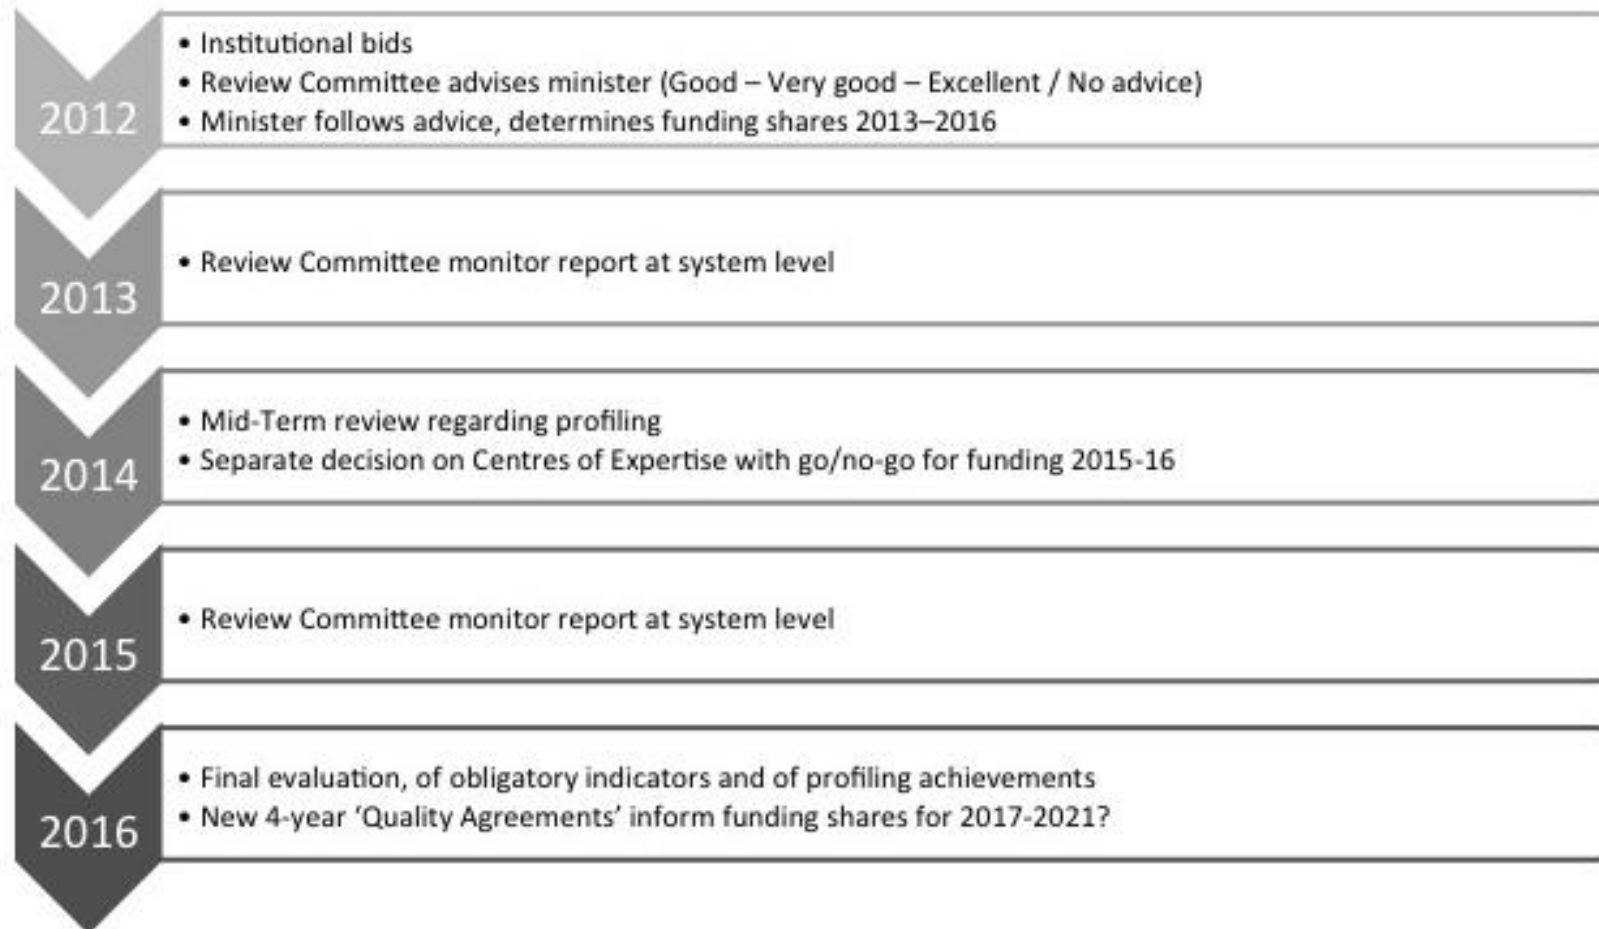 2012
• Institutional bids
• Review Committee advises minister (Good – Very good – Excellent / No advice)
• Minister follows advice, determines funding shares 2013–2016
2013
• Review Committee monitor report at system level
2014
• Mid-Term review regarding profiling
• Separate decision on Centres of Expertise with go/no-go for funding 2015-16
2015
• Review Committee monitor report at system level
2016
• Final evaluation, of obligatory indicators and of profiling achievements
• New 4-year ‘Quality Agreements’ inform funding shares for 2017-2021?